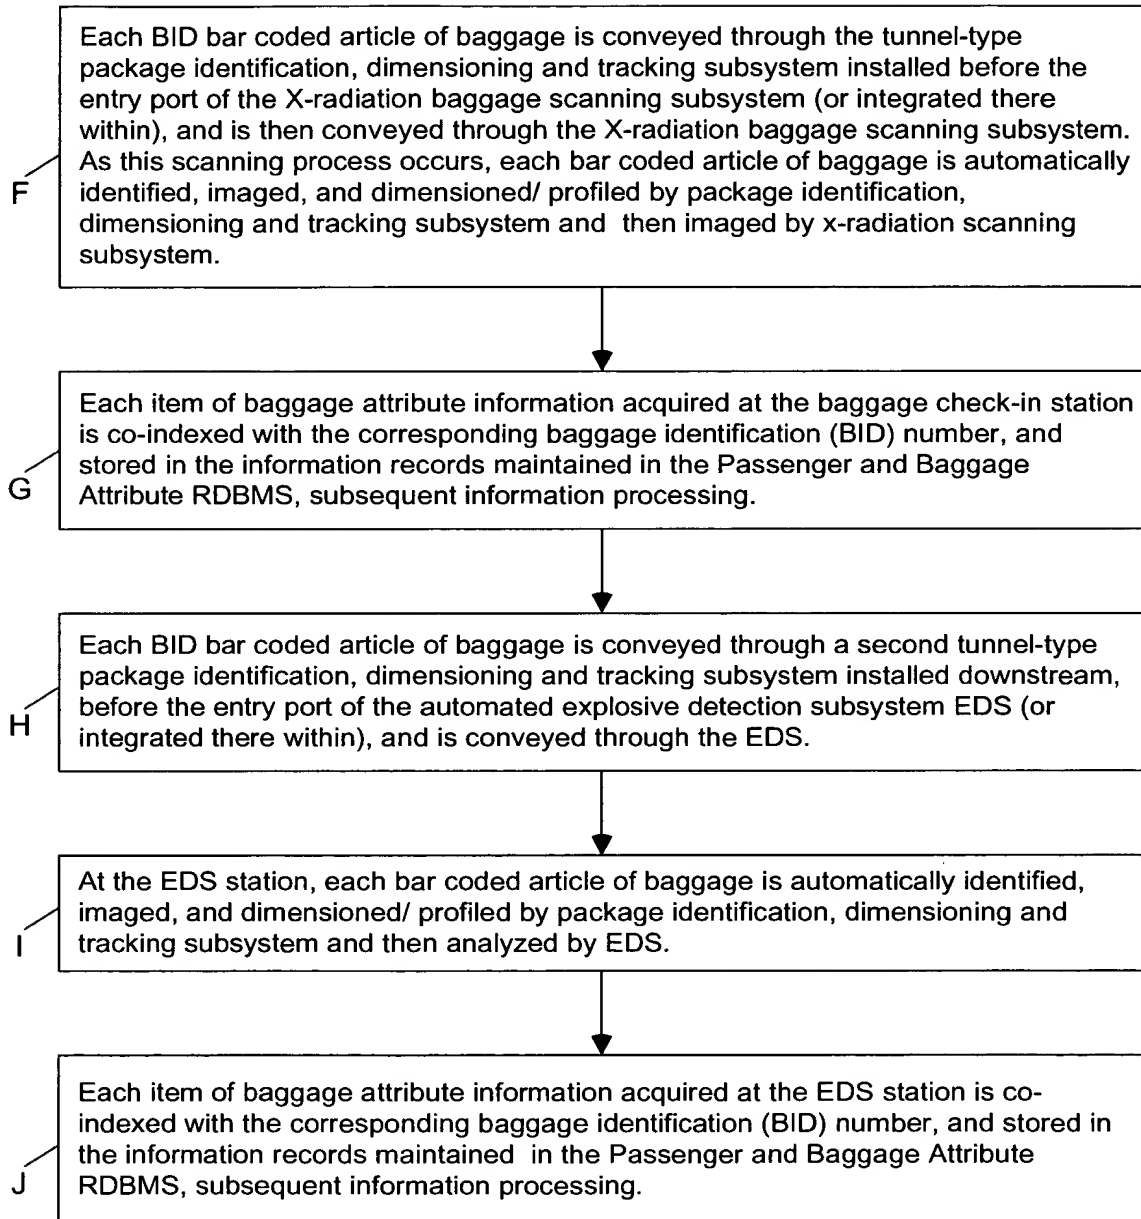 Each BID bar coded article of baggage is conveyed through the tunnel-type
package identification, dimensioning and tracking subsystem installed before the
entry port of the X-radiation baggage scanning subsystem (or integrated there
within), and is then conveyed through the X-radiation baggage scanning subsystem.
As this scanning process occurs, each bar coded article of baggage is automatically
identified, imaged, and dimensioned/ profiled by package identification,
dimensioning and tracking subsystem and then imaged by x-radiation scanning
subsystem.
F
Each item of baggage attribute information acquired at the baggage check-in station
is co-indexed with the corresponding baggage identification (BID) number, and
stored in the information records maintained in the Passenger and Baggage
Attribute RDBMS, subsequent information processing.
G
Each BID bar coded article of baggage is conveyed through a second tunnel-type
package identification, dimensioning and tracking subsystem installed downstream,
before the entry port of the automated explosive detection subsystem EDS (or
integrated there within), and is conveyed through the EDS.
H
At the EDS station, each bar coded article of baggage is automatically identified,
imaged, and dimensioned/ profiled by package identification, dimensioning and
tracking subsystem and then analyzed by EDS.
I
Each item of baggage attribute information acquired at the EDS station is co-
indexed with the corresponding baggage identification (BID) number, and stored in
the information records maintained in the Passenger and Baggage Attribute
RDBMS, subsequent information processing.
J